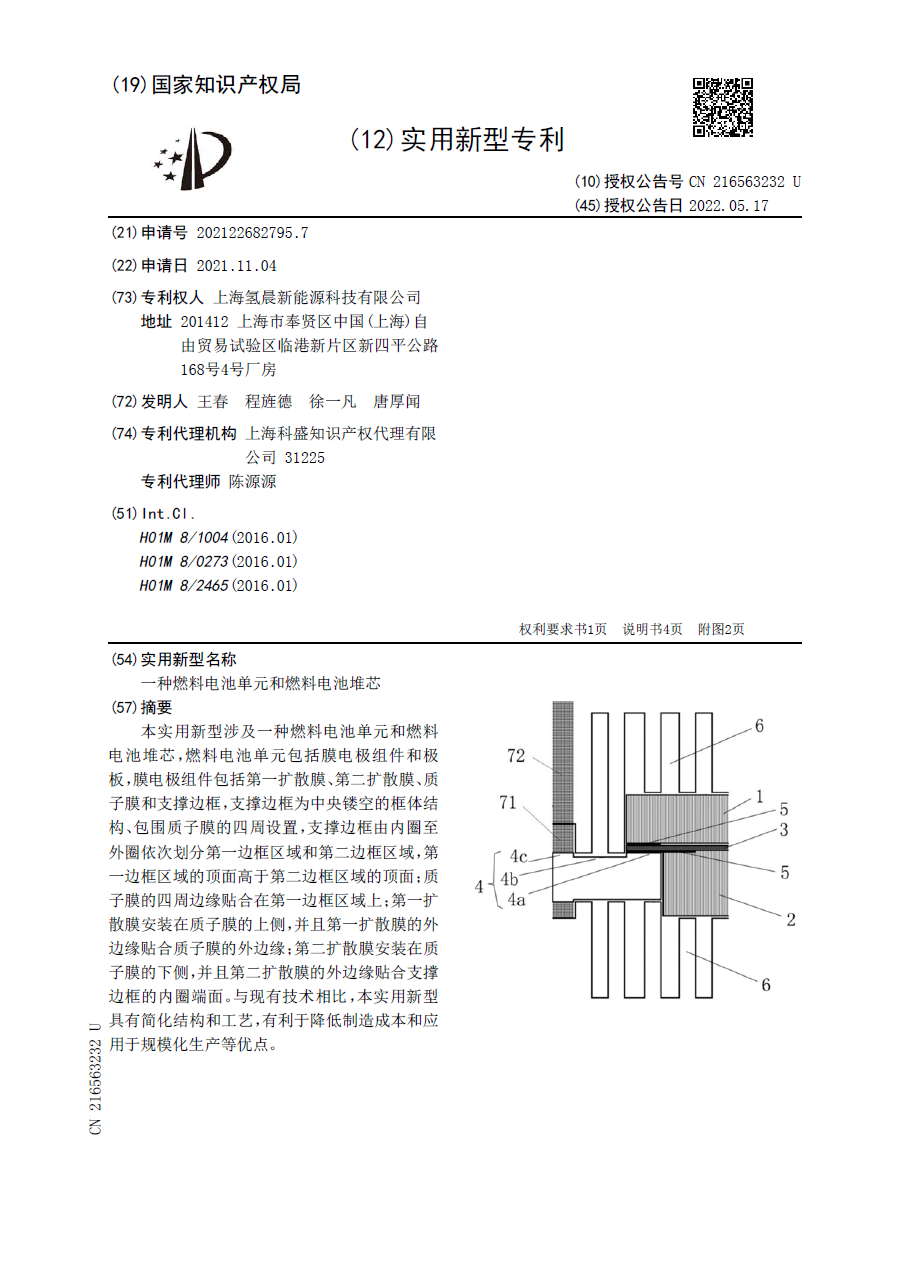 (19)国家知识产权局
(12)实用新型专利
(10)授权公告号 CN 216563232 U
(45)授权公告日 2022.05.17
(21)申请号 202122682795.7
(22)申请日 2021.11.04
(73)专利权人 上海氢晨新能源科技有限公司
地址 201412 上海市奉贤区中国(上海)自
由贸易试验区临港新片区新四平公路
168号4号厂房
(72)发明人 王春 程旌德 徐一凡 唐厚闻
(74)专利代理机构 上海科盛知识产权代理有限
公司 31225
专利代理师 陈源源
(51)Int.Cl.
H01M 8/1004(2016.01)
H01M 8/0273(2016.01)
H01M 8/2465(2016.01)
权利要求书1页 说明书4页 附图2页
(54)实用新型名称
一种燃料电池单元和燃料电池堆芯
(57)摘要
本实用新型涉及一种燃料电池单元和燃料
电池堆芯,燃料电池单元包括膜电极组件和极
板,膜电极组件包括第一扩散膜、第二扩散膜、质
子膜和支撑边框,支撑边框为中央镂空的框体结
构、包围质子膜的四周设置,支撑边框由内圈至
外圈依次划分第一边框区域和第二边框区域,第
一边框区域的顶面高于第二边框区域的顶面;质
子膜的四周边缘贴合在第一边框区域上;第一扩
散膜安装在质子膜的上侧,并且第一扩散膜的外
边缘贴合质子膜的外边缘;第二扩散膜安装在质
子膜的下侧,并且第二扩散膜的外边缘贴合支撑
边框的内圈端面。与现有技术相比,本实用新型
具有简化结构和工艺,有利于降低制造成本和应
用于规模化生产等优点。
CN 216563232 U
6
72
1
71
5
3
4c
4
4b
5
4a
2
6